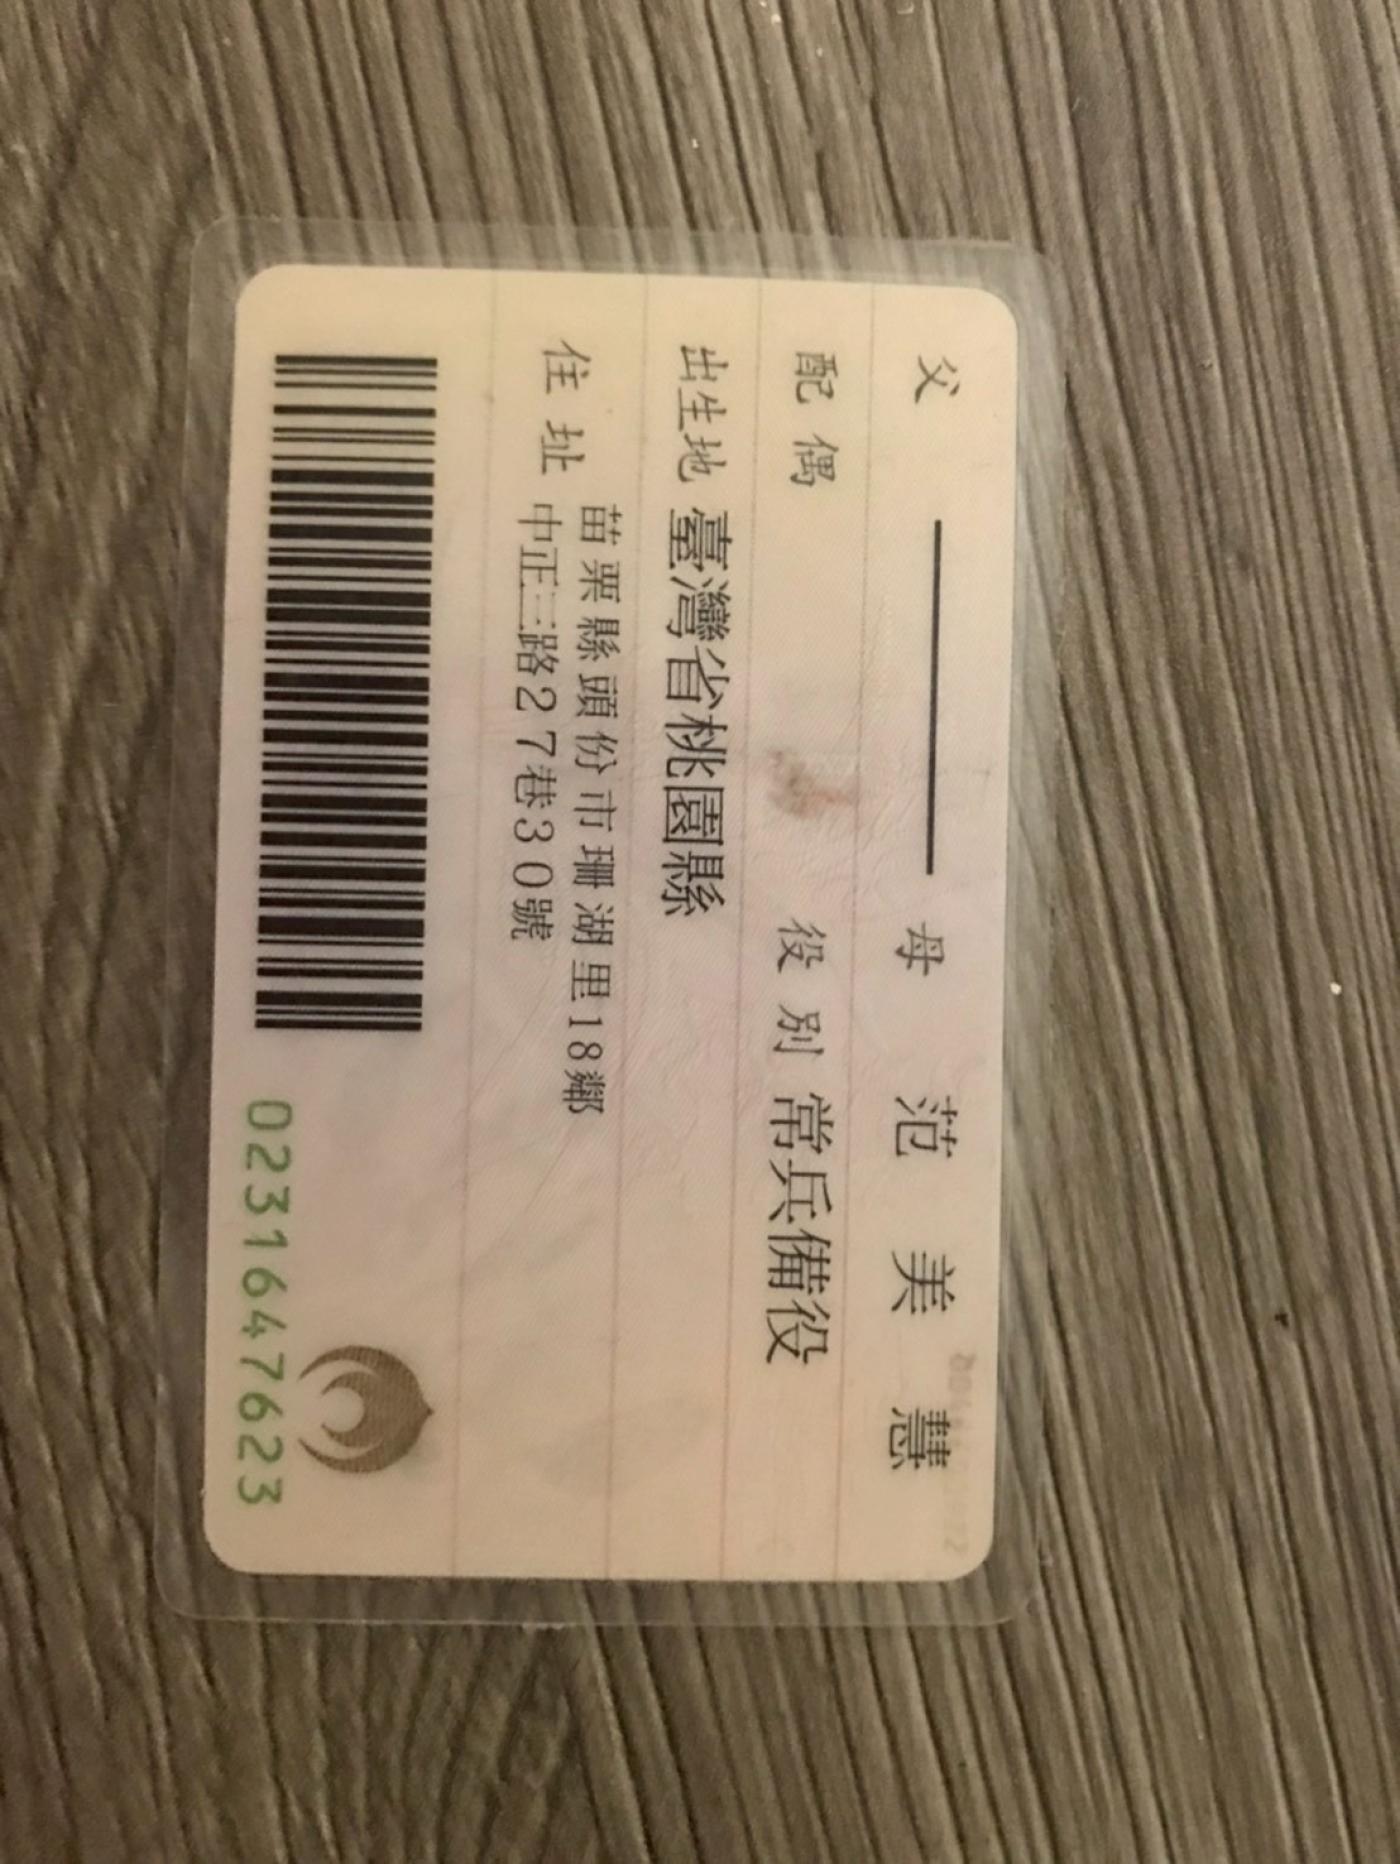 父 母 范美慧
配偶 役別 常兵備役
出生地 臺灣省桃園縣
住址 苗栗縣頭份市珊湖里18鄰
中正三路27巷30號
0231647623